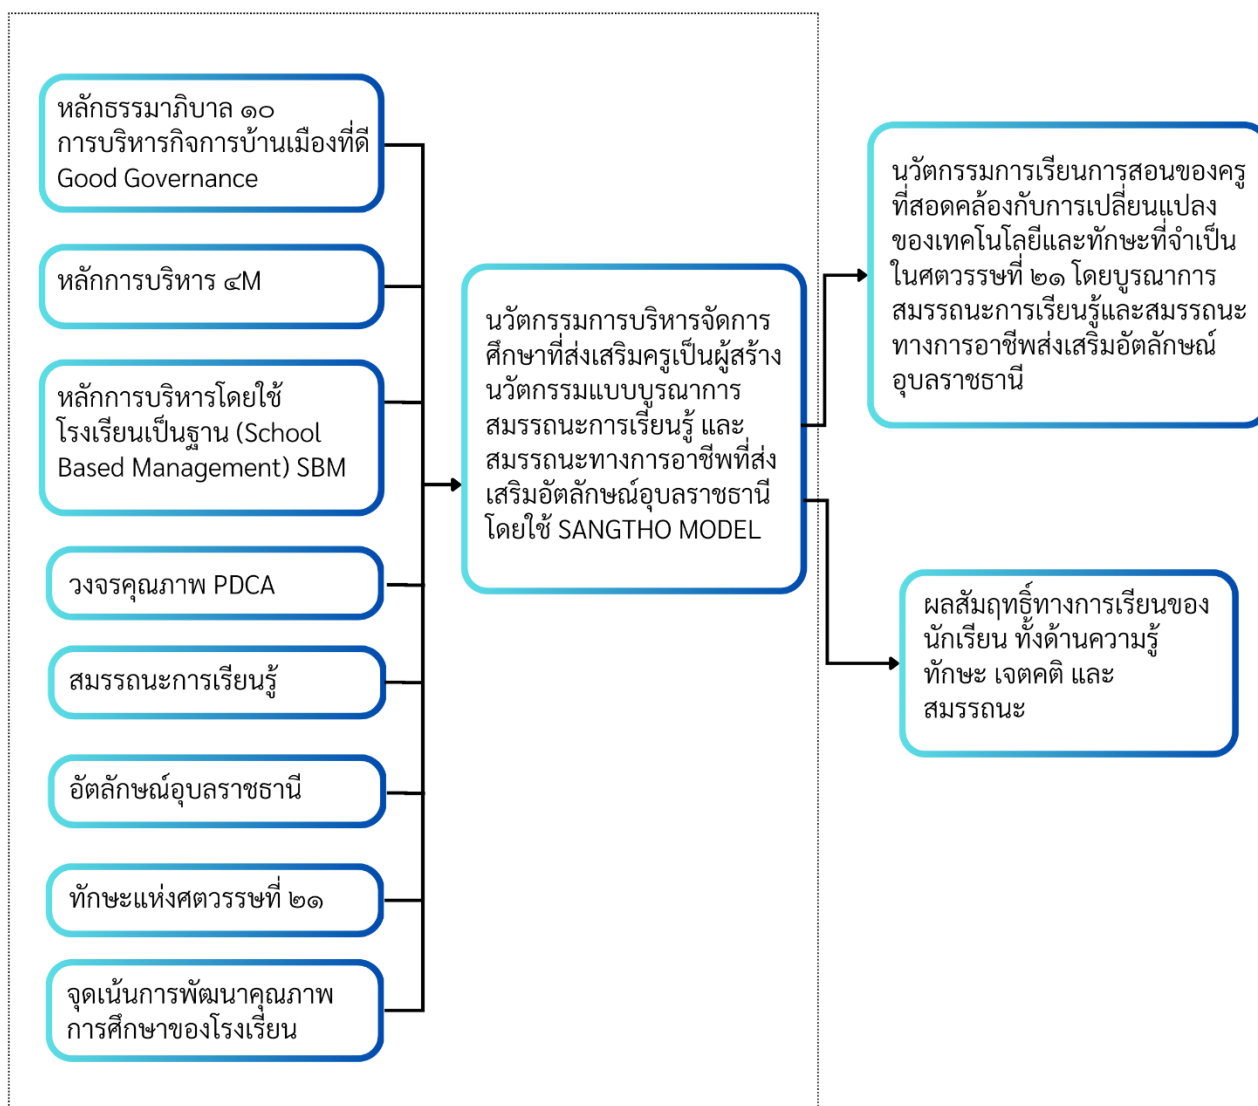 หลักธรรมาภิบาล ๑๐
การบริหารกิจการบ้านเมืองที่ดี
Good Governance
หลักการบริหาร ๔M
หลักการบริหารโดยใช้
โรงเรียนเป็นฐาน (School
Based Management) SBM
วงจรคุณภาพ PDCA
สมรรถนะการเรียนรู้
อัตลักษณ์อุบลราชธานี
ทักษะแห่งศตวรรษที่ ๒๑
จุดเน้นการพัฒนาคุณภาพ
การศึกษาของโรงเรียน
นวัตกรรมการบริหารจัดการ
ศึกษาที่ส่งเสริมครูเป็นผู้สร้าง
นวัตกรรมแบบบูรณาการ
สมรรถนะการเรียนรู้ และ
สมรรถนะทางการอาชีพที่ส่ง
เสริมอัตลักษณ์อุบลราชธานี
โดยใช้ SANGTHO MODEL
นวัตกรรมการเรียนการสอนของครู
ที่สอดคล้องกับการเปลี่ยนแปลง
ของเทคโนโลยีและทักษะที่จำเป็น
ในศตวรรษที่ ๒๑ โดยบูรณาการ
สมรรถนะการเรียนรู้และสมรรถนะ
ทางการอาชีพส่งเสริมอัตลักษณ์
อุบลราชธานี
ผลสัมฤทธิ์ทางการเรียนของ
นักเรียน ทั้งด้านความรู้
ทักษะ เจตคติ และ
สมรรถนะ